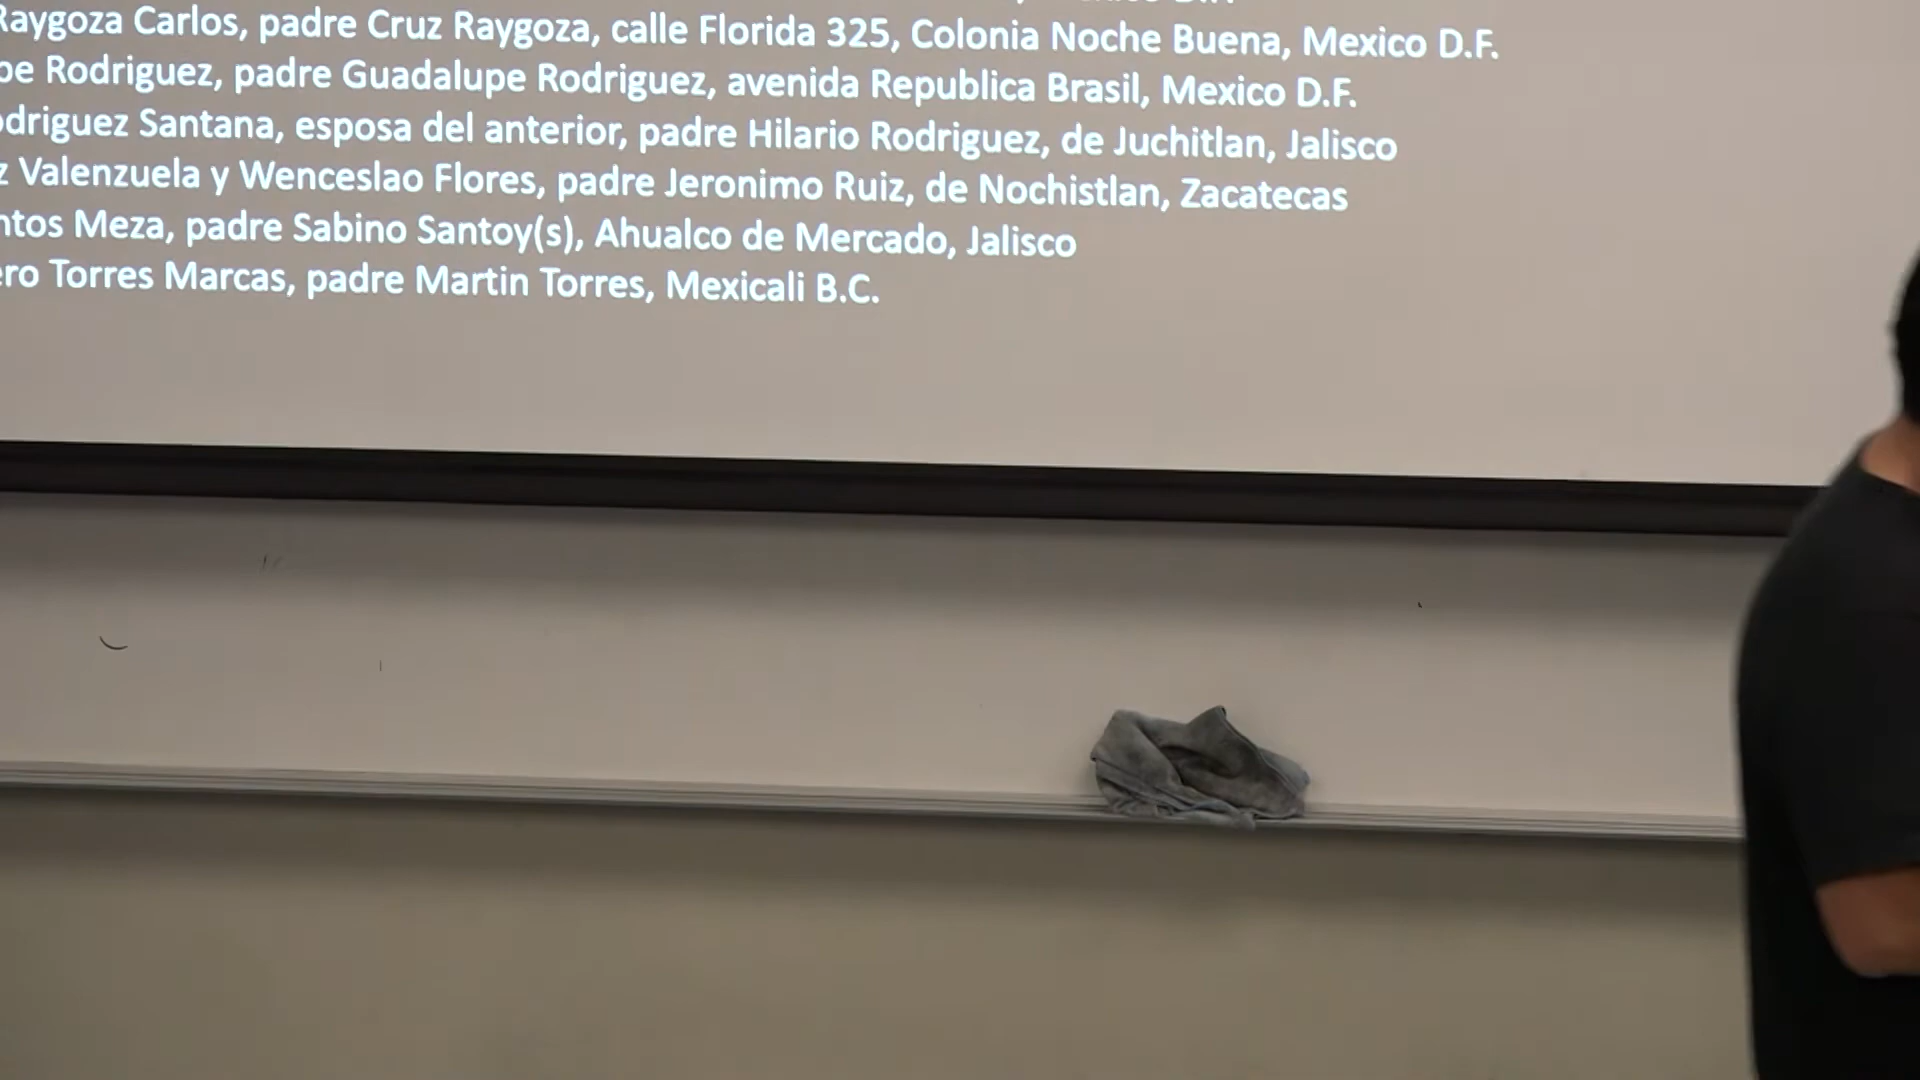 Raygoza Carlos, padre Cruz Raygoza, calle Florida 325, Colonia Noche Buena, Mexico D.F.
pe Rodriguez, padre Guadalupe Rodriguez, avenida Republica Brasil, Mexico D.F.
odriguez Santana, esposa del anterior, padre Hilario Rodriguez, de Juchitlan, Jalisco
z Valenzuela y Wenceslao Flores, padre Jeronimo Ruiz, de Nochistlan, Zacatecas
ntos Meza, padre Sabino Santoy(s), Ahualco de Mercado, Jalisco
ero Torres Marcas, padre Martin Torres, Mexicali B.C.